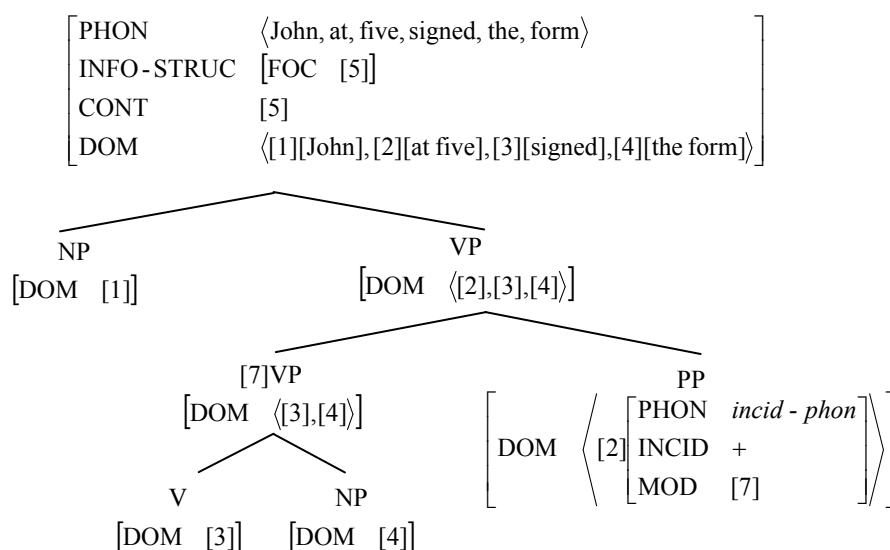 PHON ⟨John, at, five, signed, the, form⟩
INFO-STRUC [FOC [5]]
CONT [5]
DOM ⟨[1][John],[2][at five],[3][signed],[4][the form]⟩
NP VP
[DOM [1]] [DOM ⟨[2],[3],[4]⟩]
[7]VP PP
[DOM ⟨[3],[4]⟩]
PHON incid - phon
DOM ⟨[2] INCID + ⟩
MOD [7]
V NP
[DOM [3]] [DOM [4]]